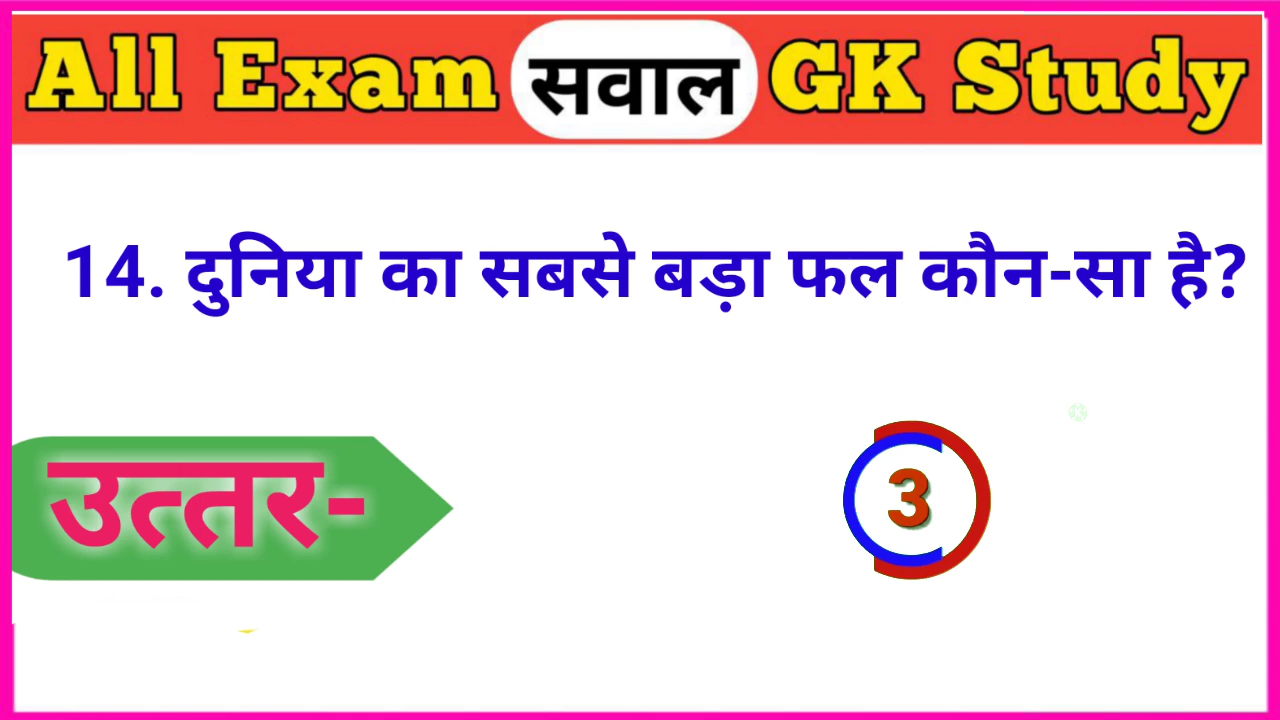 All Exam सवाल GK Study
14. दुनिया का सबसे बड़ा फल कौन-सा है?
उत्तर-
3